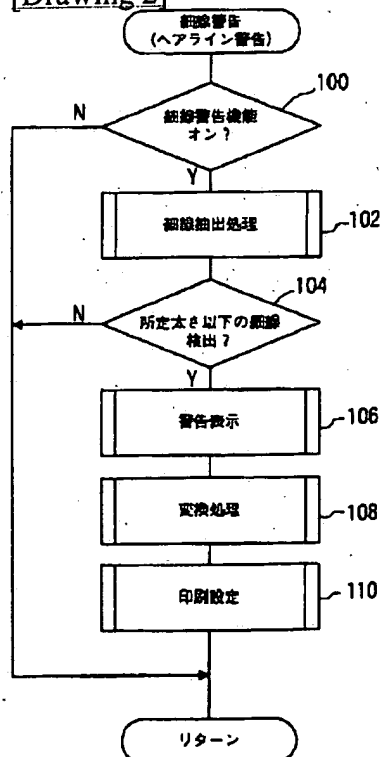 [Drawing 2]
細線警告
(ヘアライン警告)
100
N
細線警告機能
オン?
Y
細線抽出処理
102
104
N
所定太さ以下の細線
検出?
Y
警告表示
106
変換処理
108
印刷設定
110
リターン